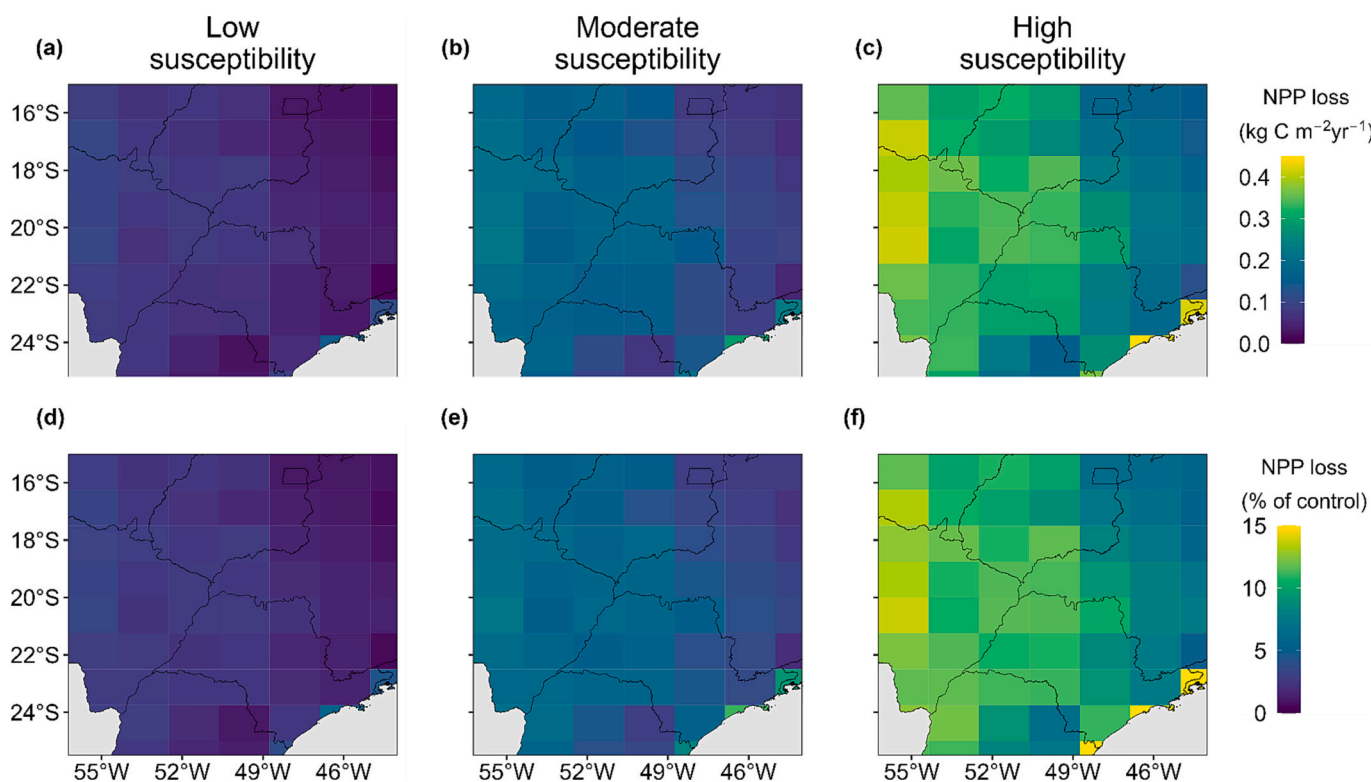 Low
susceptibility
Moderate
susceptibility
High
susceptibility
(a)
(b)
(c)
16°S
18°S
20°S
22°S
24°S
NPP loss
(kg C m⁻²yr⁻¹)
0.4
0.3
0.2
0.1
0.0
(d)
(e)
(f)
16°S
18°S
20°S
22°S
24°S
NPP loss
(% of control)
15
10
5
0
55°W 52°W 49°W 46°W
55°W 52°W 49°W 46°W
55°W 52°W 49°W 46°W